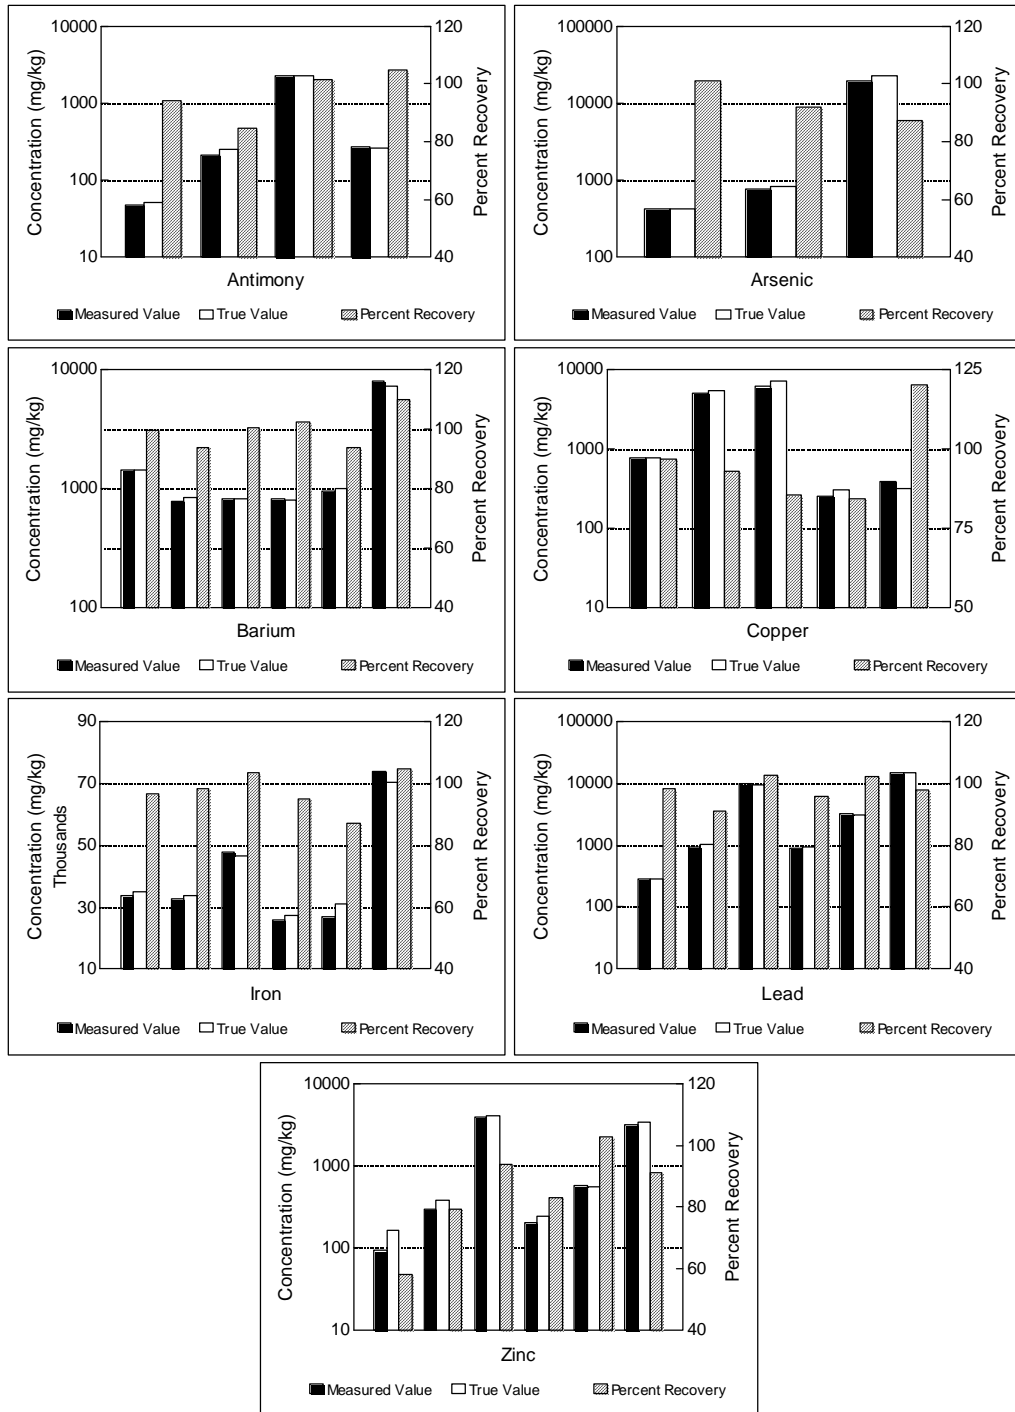 10000
1000
100
10
Concentration (mg/kg)
120
100
80
60
40
Percent Recovery
Antimony
Measured Value True Value Percent Recovery
100000
10000
1000
100
Concentration (mg/kg)
120
100
80
60
40
Percent Recovery
Arsenic
Measured Value True Value Percent Recovery
10000
1000
100
Concentration (mg/kg)
120
100
80
60
40
Percent Recovery
Barium
Measured Value True Value Percent Recovery
10000
1000
100
10
Concentration (mg/kg)
125
100
75
50
Percent Recovery
Copper
Measured Value True Value Percent Recovery
90
70
50
30
10
Concentration (mg/kg)
Thousands
120
100
80
60
40
Percent Recovery
Iron
Measured Value True Value Percent Recovery
100000
10000
1000
100
10
Concentration (mg/kg)
120
100
80
60
40
Percent Recovery
Lead
Measured Value True Value Percent Recovery
10000
1000
100
10
Concentration (mg/kg)
120
100
80
60
40
Percent Recovery
Zinc
Measured Value True Value Percent Recovery